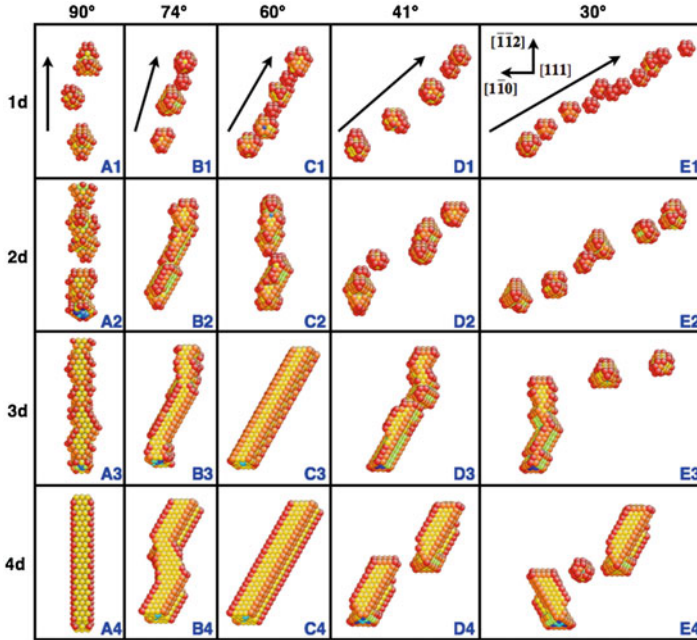 90° 74° 60° 41° 30°
1d
[1̅1̅2] [11̅0] [111]
A1 B1 C1 D1 E1
2d
A2 B2 C2 D2 E2
3d
A3 B3 C3 D3 E3
4d
A4 B4 C4 D4 E4